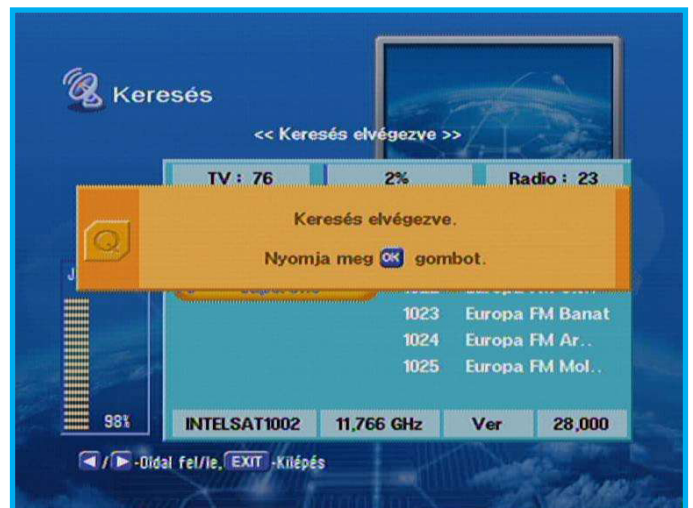 Keresés
<< Keresés elvégezve >>
TV : 76 2% Radio : 23
Keresés elvégezve.
Nyomja meg OK gombot.
1023 Europa FM Banat
1024 Europa FM Ar..
1025 Europa FM Mol..
98%
INTELSAT1002 11,766 GHz Ver 28,000
◀/▶-Oldal fel/le, EXIT-Kilépés